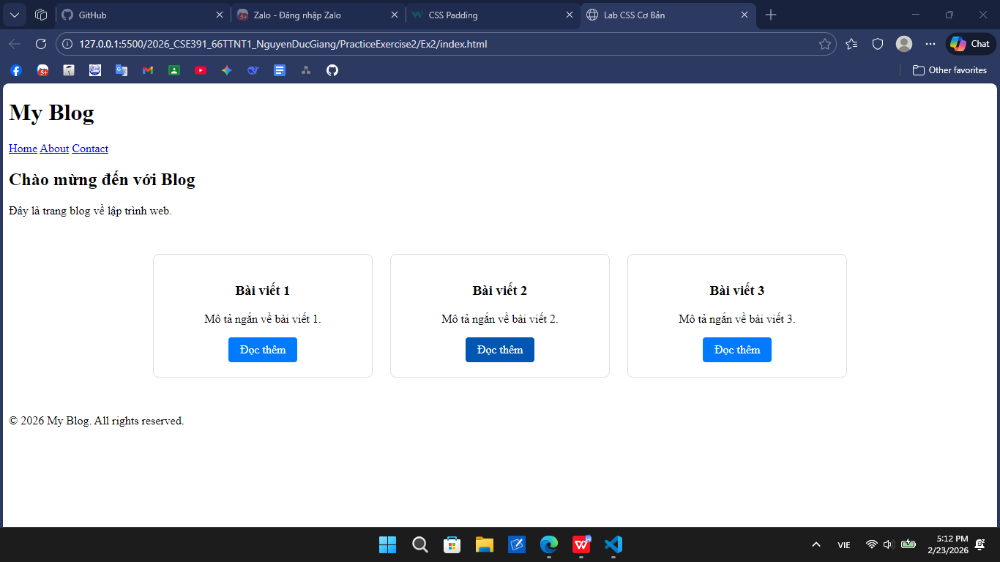 GitHub
Zalo - Đăng nhập Zalo
CSS Padding
Lab CSS Cơ Bản
127.0.0.1:5500/2026_CSE391_66TTNT1_NguyenDucGiang/PracticeExercise2/Ex2/index.html
Chat
Other favorites
My Blog
Home About Contact
Chào mừng đến với Blog
Đây là trang blog về lập trình web.
Bài viết 1
Mô tả ngắn về bài viết 1.
Đọc thêm
Bài viết 2
Mô tả ngắn về bài viết 2.
Đọc thêm
Bài viết 3
Mô tả ngắn về bài viết 3.
Đọc thêm
© 2026 My Blog. All rights reserved.
VIE
5:12 PM
2/23/2026